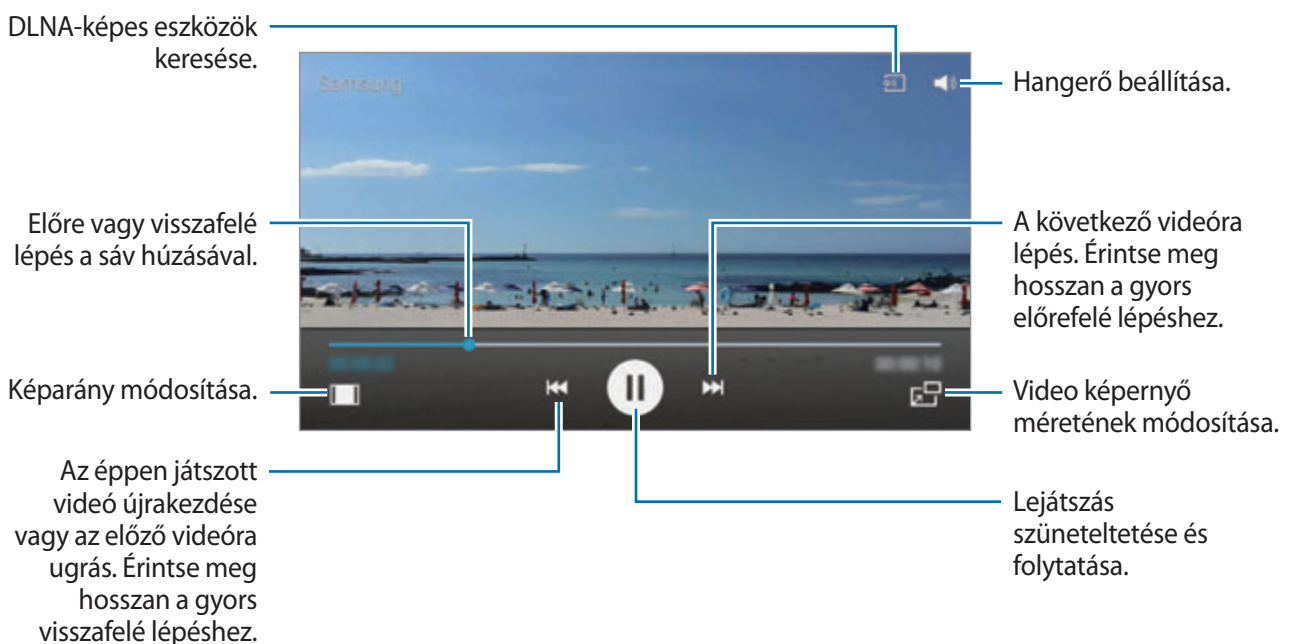 DLNA-képes eszközök
keresése.
Samsung
Hangerő beállítása.
Előre vagy visszafelé
lépés a sáv húzásával.
A következő videóra
lépés. Érintse meg
hosszan a gyors
előrefelé lépéshez.
Képarány módosítása.
Video képernyő
méretének módosítása.
Az éppen játszott
videó újrakezdése
vagy az előző videóra
ugrás. Érintse meg
hosszan a gyors
visszafelé lépéshez.
Lejátszás
szüneteltetése és
folytatása.